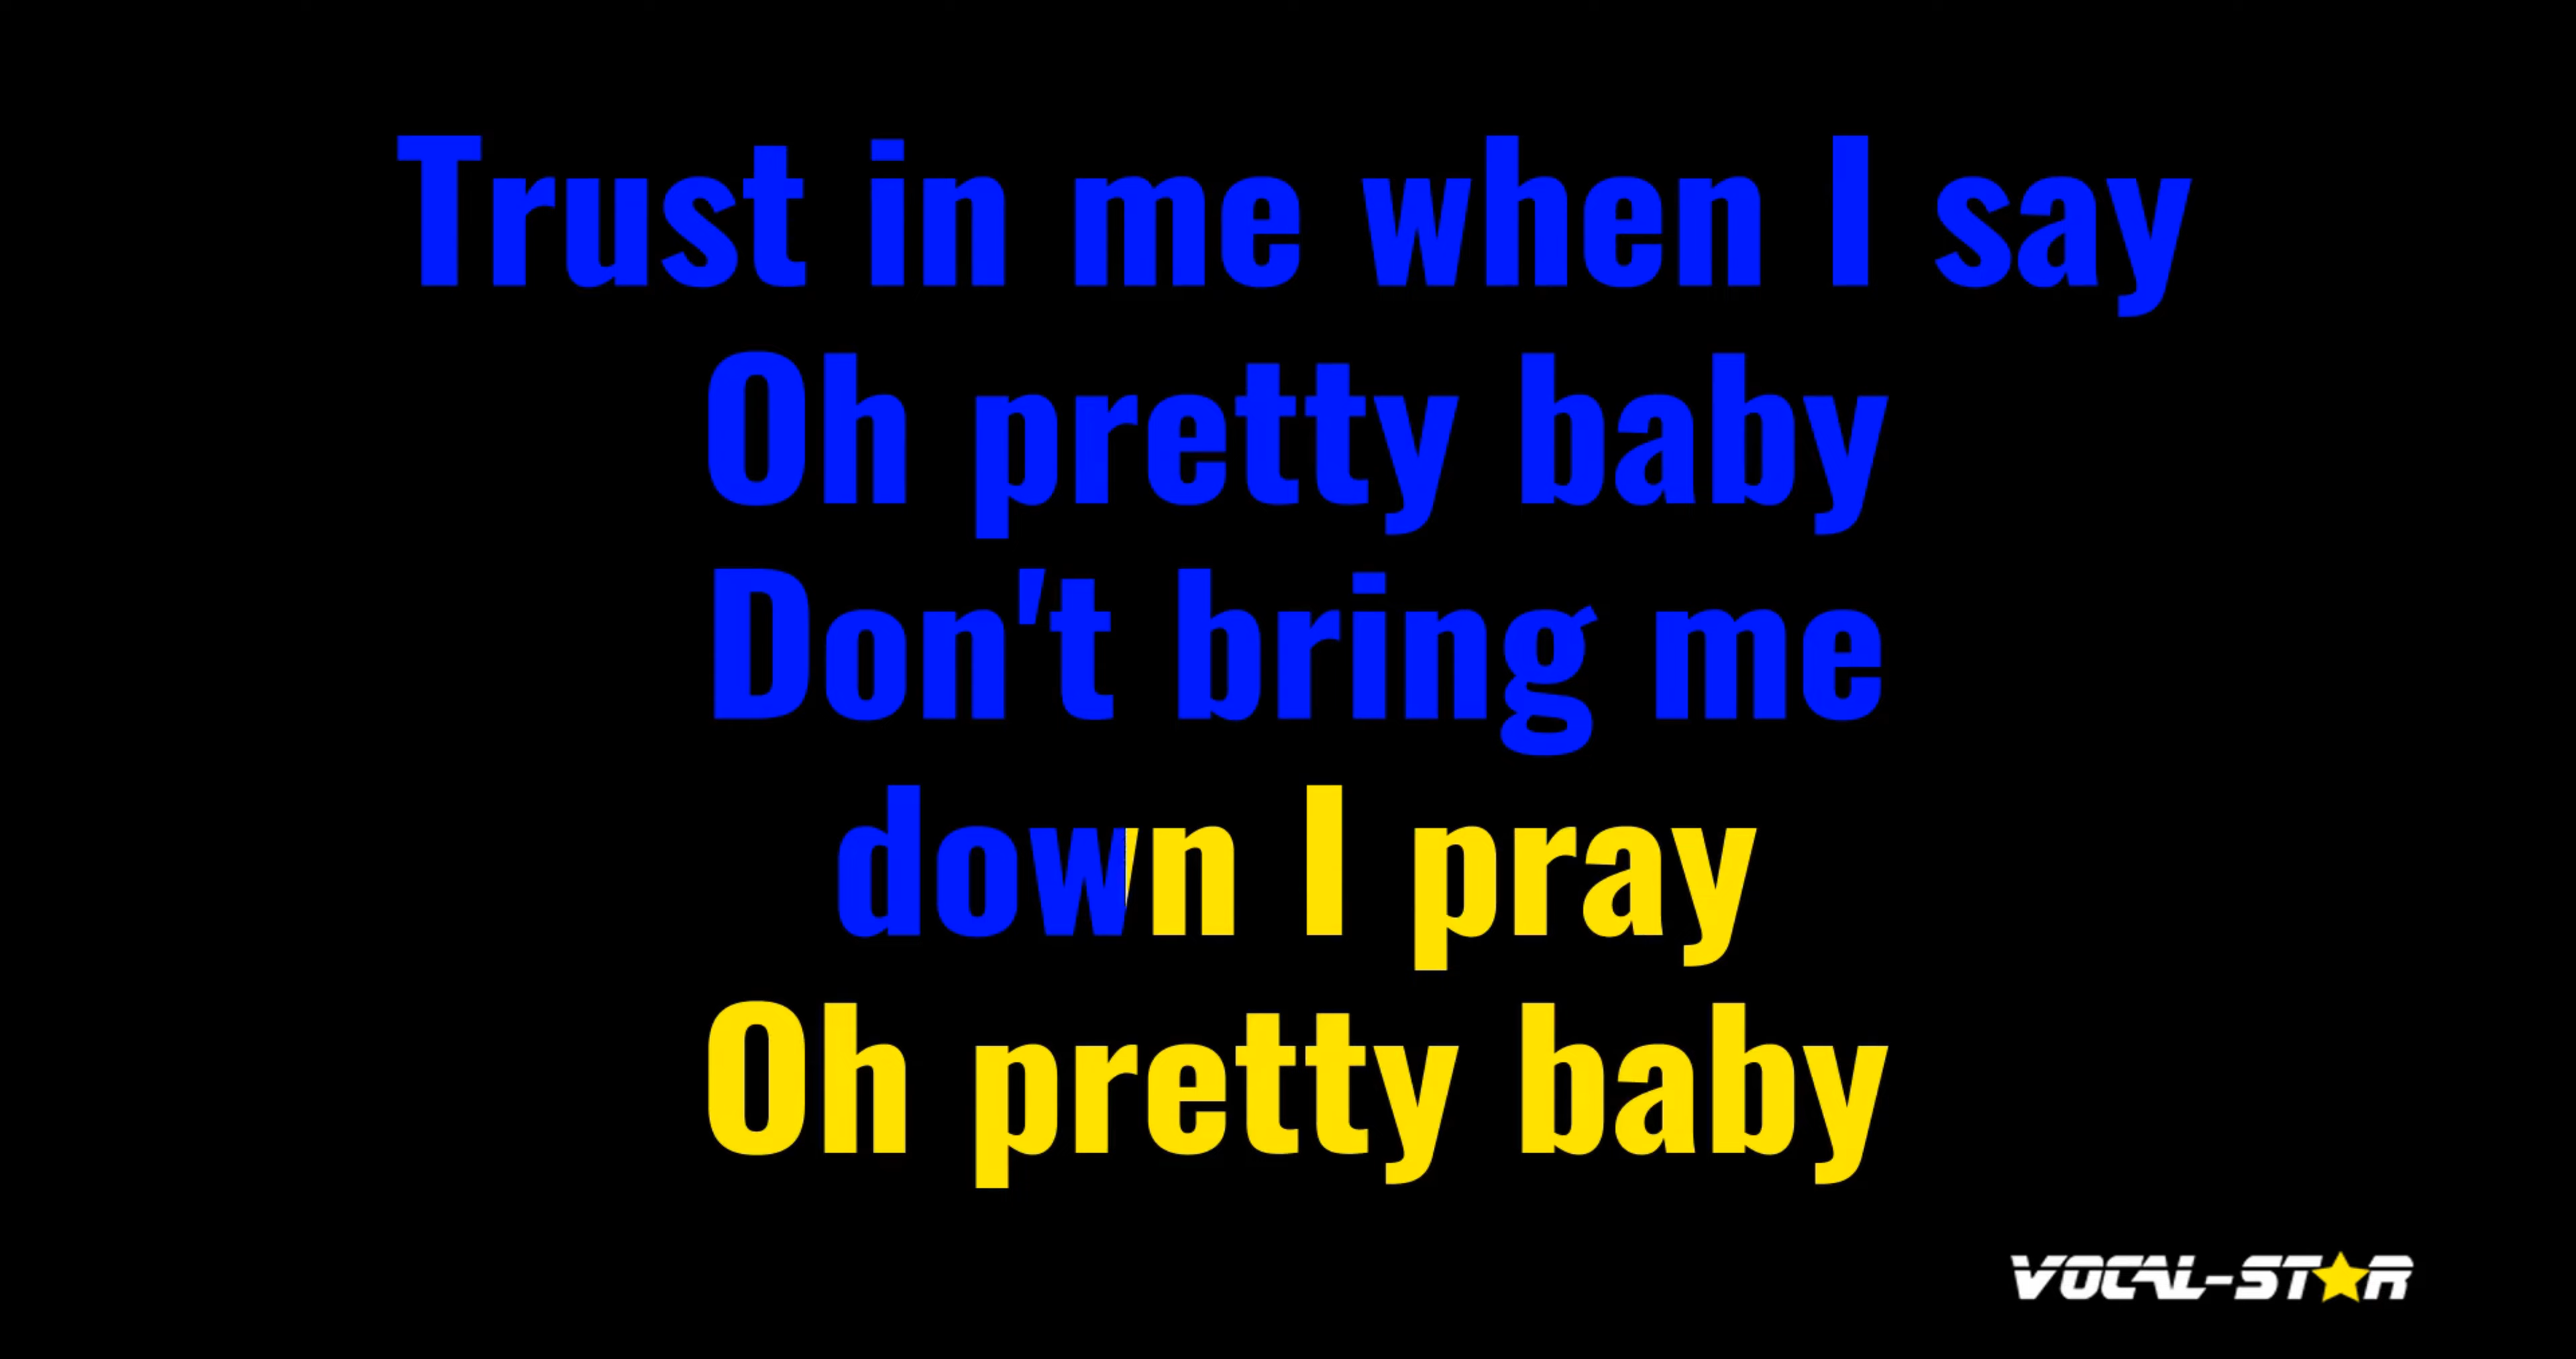 Trust in me when I say
Oh pretty baby
Don't bring me
down I pray
Oh pretty baby
VOCAL-STAR